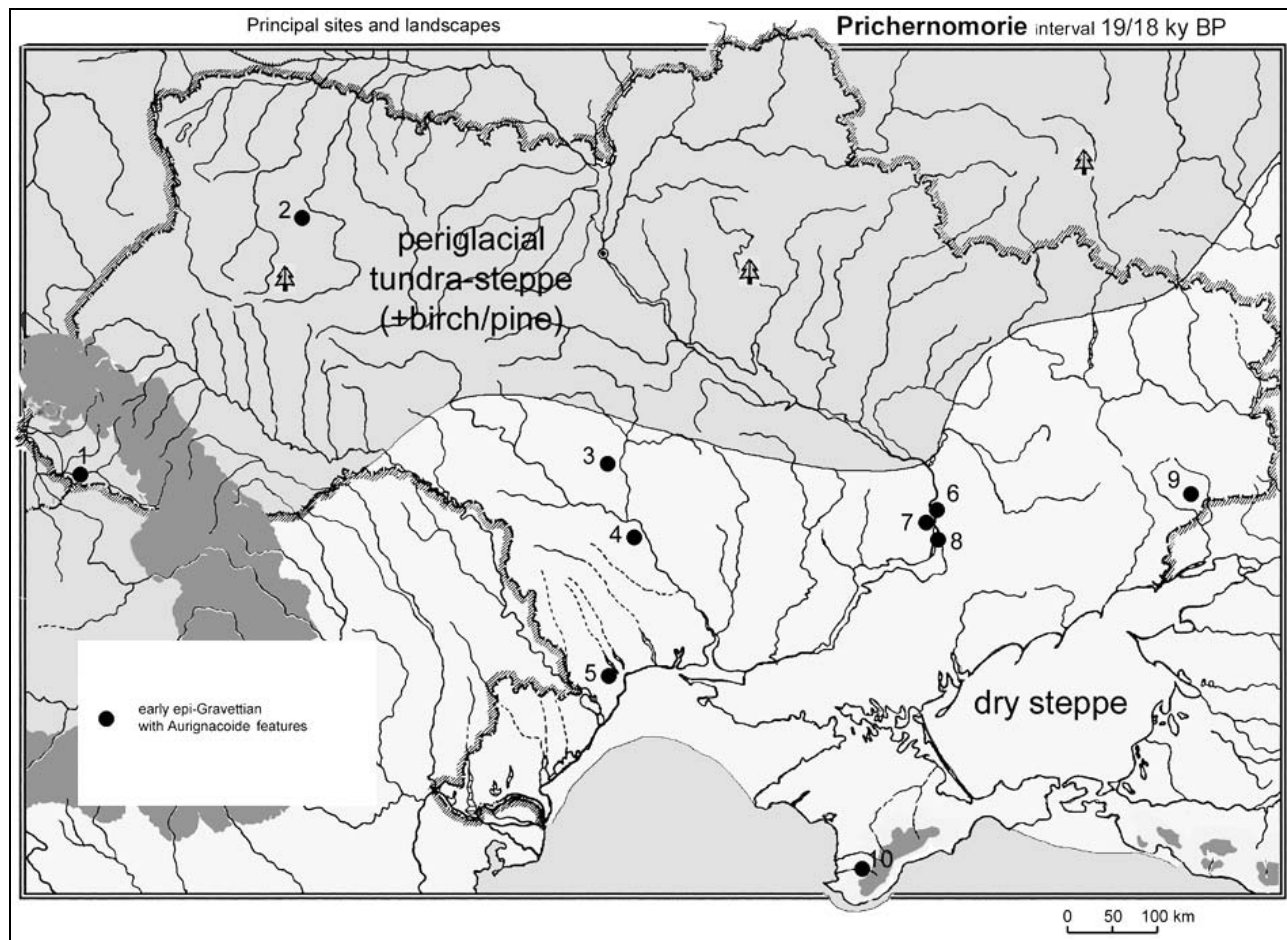 Principal sites and landscapes
Prichernomorie interval 19/18 ky BP
2
periglacial
tundra-steppe
(+birch/pine)
1
3
4
6
7
8
9
5
dry steppe
early epi-Gravettian
with Aurignacoide features
10
0 50 100 km